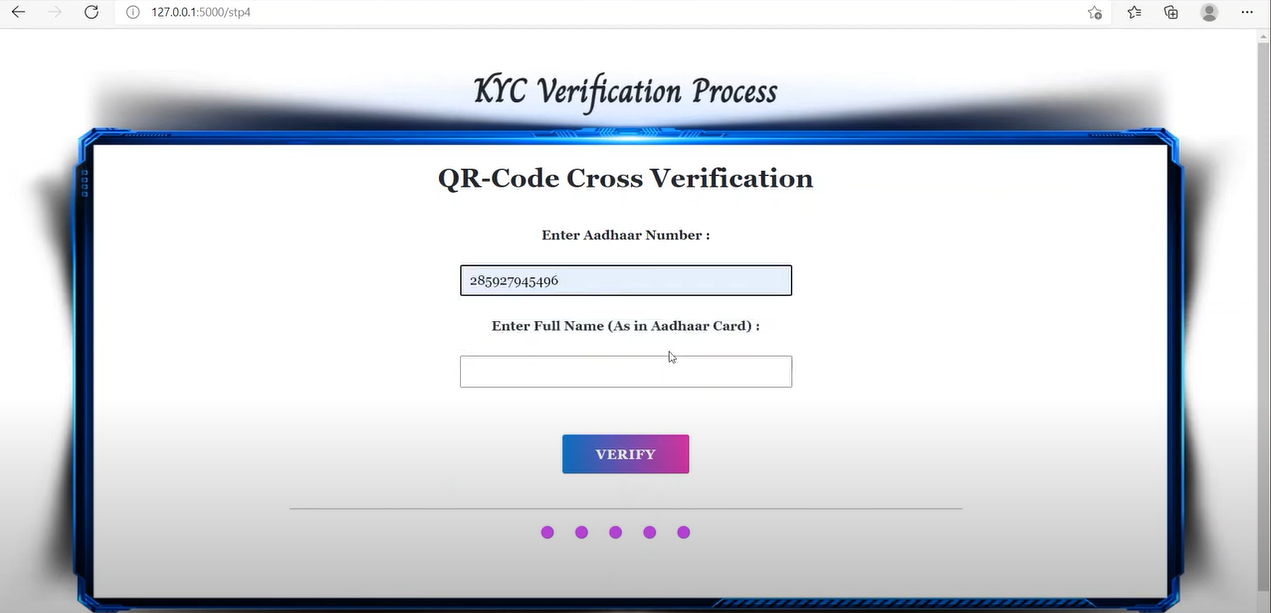 127.0.0.1:5000/stp4
KYC Verification Process
QR-Code Cross Verification
Enter Aadhaar Number :
285927945496
Enter Full Name (As in Aadhaar Card) :
VERIFY